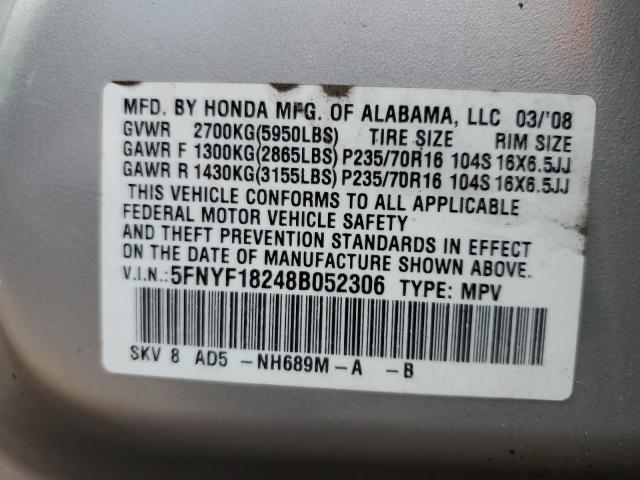 MFD. BY HONDA MFG. OF ALABAMA, LLC 03/'08
GVWR 2700KG(5950LBS) TIRE SIZE RIM SIZE
GAWR F 1300KG(2865LBS) P235/70R16 104S 16X6.5JJ
GAWR R 1430KG(3155LBS) P235/70R16 104S 16X6.5JJ
THIS VEHICLE CONFORMS TO ALL APPLICABLE
FEDERAL MOTOR VEHICLE SAFETY
AND THEFT PREVENTION STANDARDS IN EFFECT
ON THE DATE OF MANUFACTURE SHOWN ABOVE.
V.I.N.:5FNYF18248B052306 TYPE: MPV
SKV 8 AD5 -NH689M-A -B